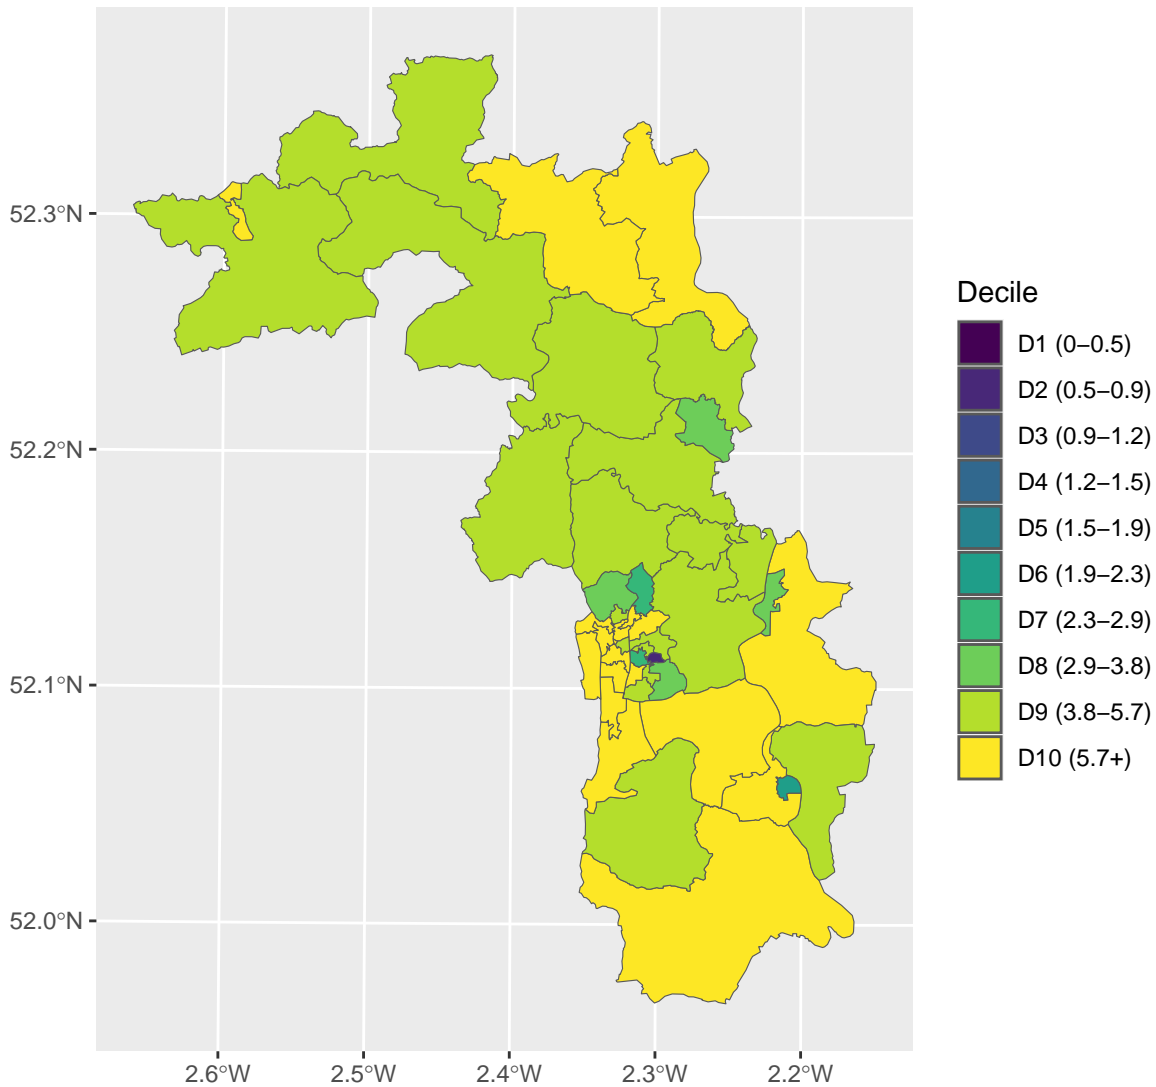 52.3°N
52.2°N
52.1°N
52.0°N
2.6°W
2.5°W
2.4°W
2.3°W
2.2°W
Decile
D1 (0–0.5)
D2 (0.5–0.9)
D3 (0.9–1.2)
D4 (1.2–1.5)
D5 (1.5–1.9)
D6 (1.9–2.3)
D7 (2.3–2.9)
D8 (2.9–3.8)
D9 (3.8–5.7)
D10 (5.7+)